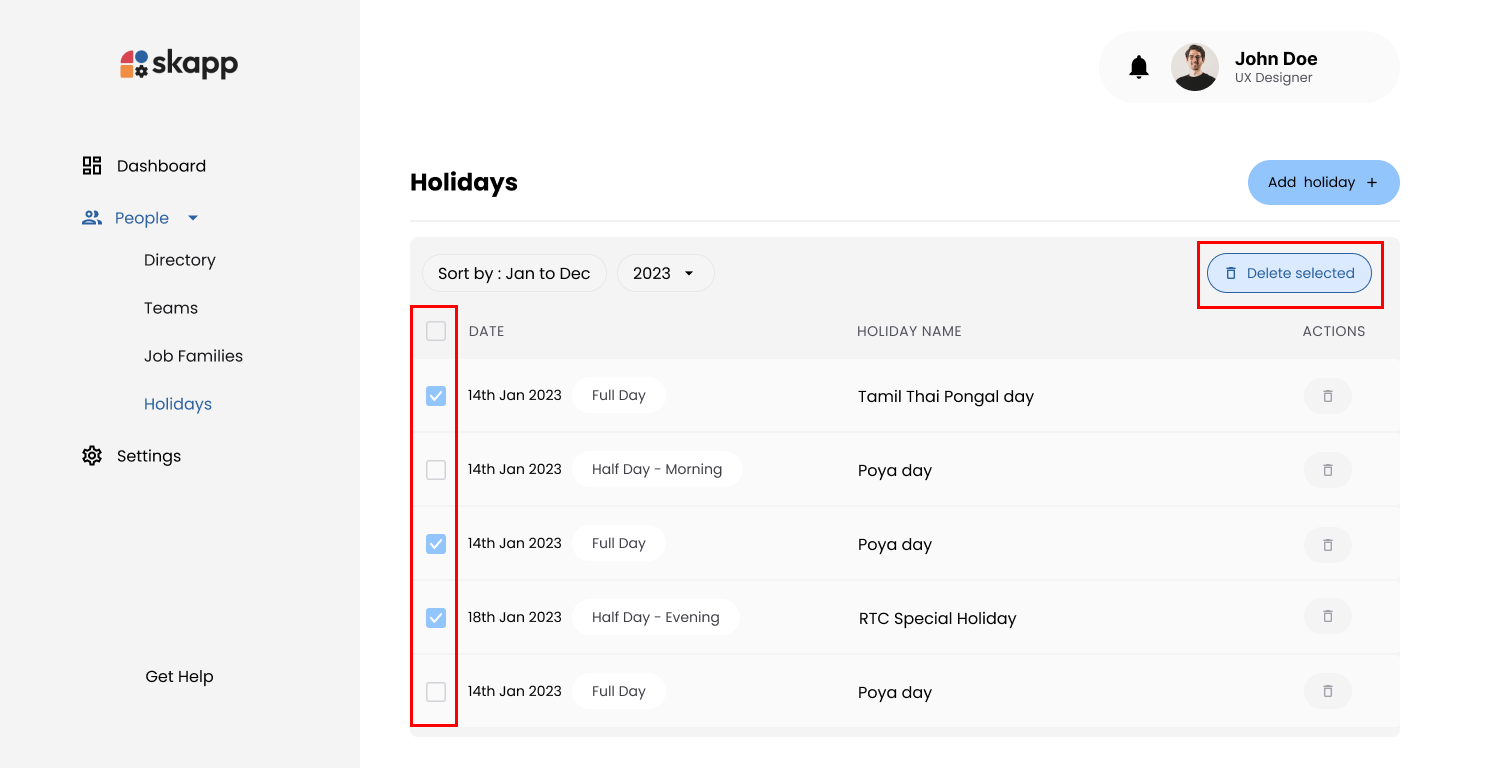 skapp
John Doe
UX Designer
Dashboard
People
Directory
Teams
Job Families
Holidays
Settings
Get Help
Holidays
Add holiday +
Sort by : Jan to Dec
2023
Delete selected
DATE HOLIDAY NAME ACTIONS
14th Jan 2023 Full Day Tamil Thai Pongal day
14th Jan 2023 Half Day - Morning Poya day
14th Jan 2023 Full Day Poya day
18th Jan 2023 Half Day - Evening RTC Special Holiday
14th Jan 2023 Full Day Poya day